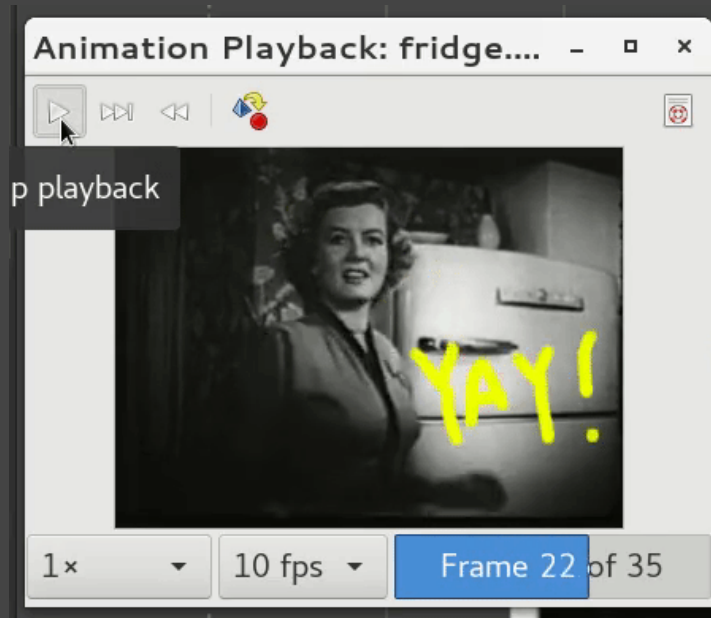 Animation Playback: fridge....
p playback
YAY!
1×
10 fps
Frame 22 of 35